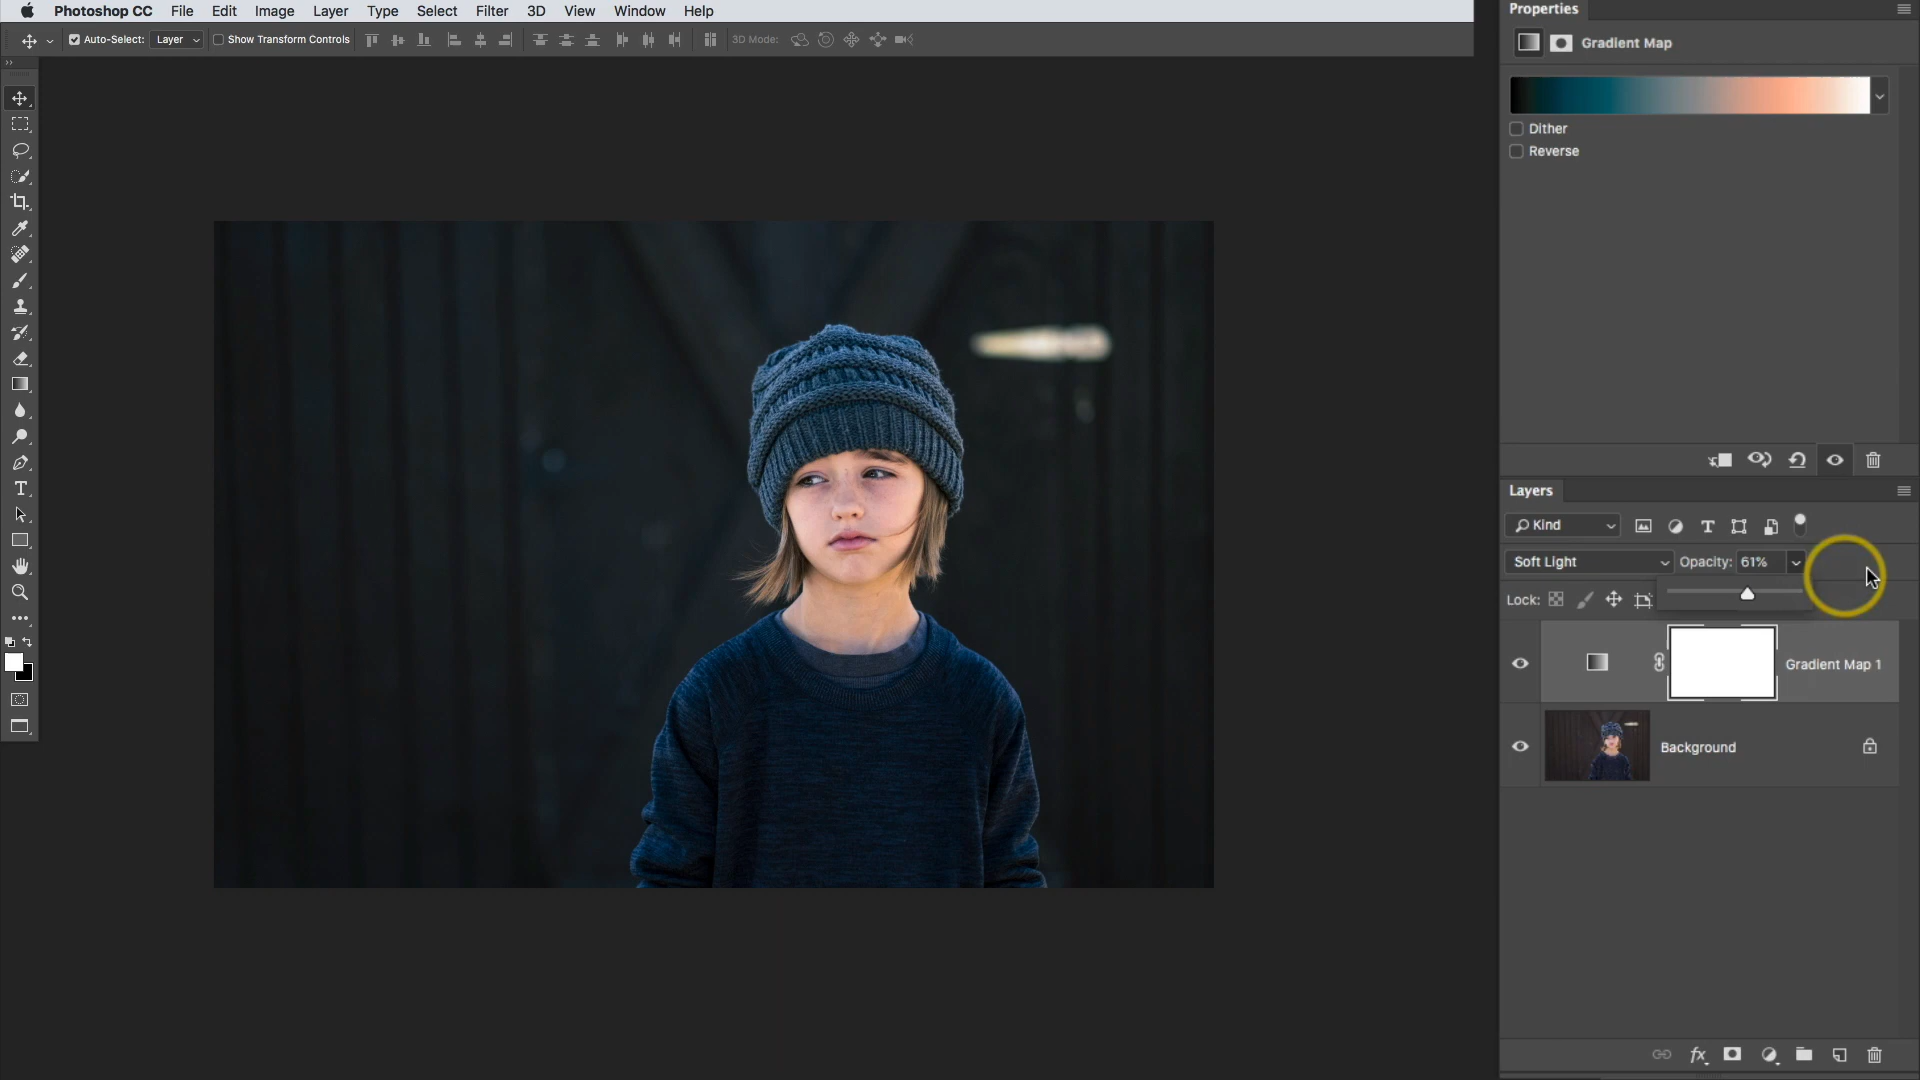 Photoshop CC File Edit Image Layer Type Select Filter 3D View Window Help
Auto-Select: Layer Show Transform Controls 3D Mode:
Properties
Gradient Map
Dither
Reverse
Layers
Kind
Soft Light Opacity: 61%
Lock:
Gradient Map 1
Background